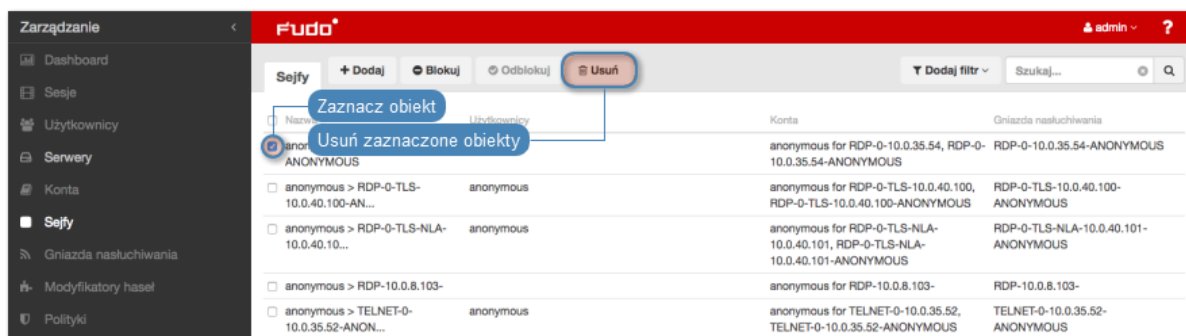 Zarządzanie
FUDO
admin
?
Dashboard
Sesje
Użytkownicy
Serwery
Konta
Sejfy
Gniazda nasłuchiwania
Modyfikatory haseł
Polityki
Sejfy + Dodaj Blokuj Odblokuj Usuń Dodaj filtr Szukaj...
Zaznacz obiekt
Usuń zaznaczone obiekty
Użytkownicy Konta Gniazda nasłuchiwania
ANONYMOUS
anonymous for RDP-0-10.0.35.54, RDP-0-
10.0.35.54-ANONYMOUS
RDP-0-10.0.35.54-ANONYMOUS
anonymous > RDP-0-TLS-
10.0.40.100-AN...
anonymous
anonymous for RDP-0-TLS-10.0.40.100,
RDP-0-TLS-10.0.40.100-ANONYMOUS
RDP-0-TLS-10.0.40.100-
ANONYMOUS
anonymous > RDP-0-TLS-NLA-
10.0.40.10...
anonymous
anonymous for RDP-0-TLS-NLA-
10.0.40.101, RDP-0-TLS-NLA-
10.0.40.101-ANONYMOUS
RDP-0-TLS-NLA-10.0.40.101-
ANONYMOUS
anonymous > RDP-10.0.8.103-
anonymous for RDP-10.0.8.103-
RDP-10.0.8.103-
anonymous > TELNET-0-
10.0.35.52-ANON...
anonymous
anonymous for TELNET-0-10.0.35.52,
TELNET-0-10.0.35.52-ANONYMOUS
TELNET-0-10.0.35.52-
ANONYMOUS